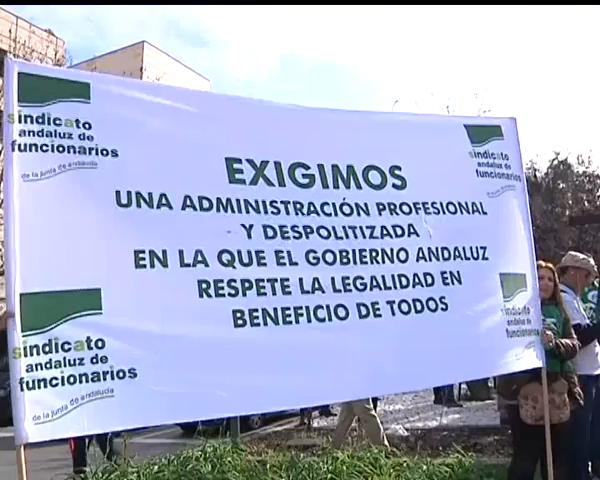 sindicato
andaluz de
funcionarios
de la junta de andalucía
sindicato
andaluz de
funcionarios
EXIGIMOS
UNA ADMINISTRACIÓN PROFESIONAL
Y DESPOLITIZADA
EN LA QUE EL GOBIERNO ANDALUZ
RESPETE LA LEGALIDAD EN
BENEFICIO DE TODOS
sindicato
andaluz de
funcionarios
de la junta de andalucía
sindicato
andaluz de
funcionarios